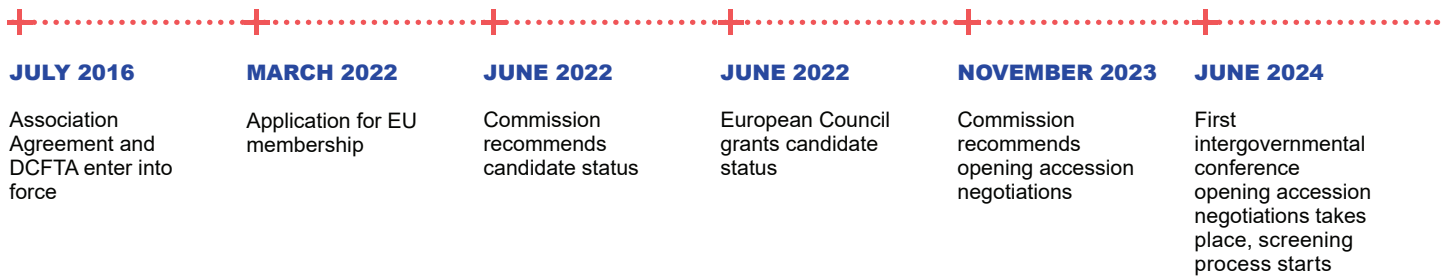 JULY 2016
Association
Agreement and
DCFTA enter into
force
MARCH 2022
Application for EU
membership
JUNE 2022
Commission
recommends
candidate status
JUNE 2022
European Council
grants candidate
status
NOVEMBER 2023
Commission
recommends
opening accession
negotiations
JUNE 2024
First
intergovernmental
conference
opening accession
negotiations takes
place, screening
process starts